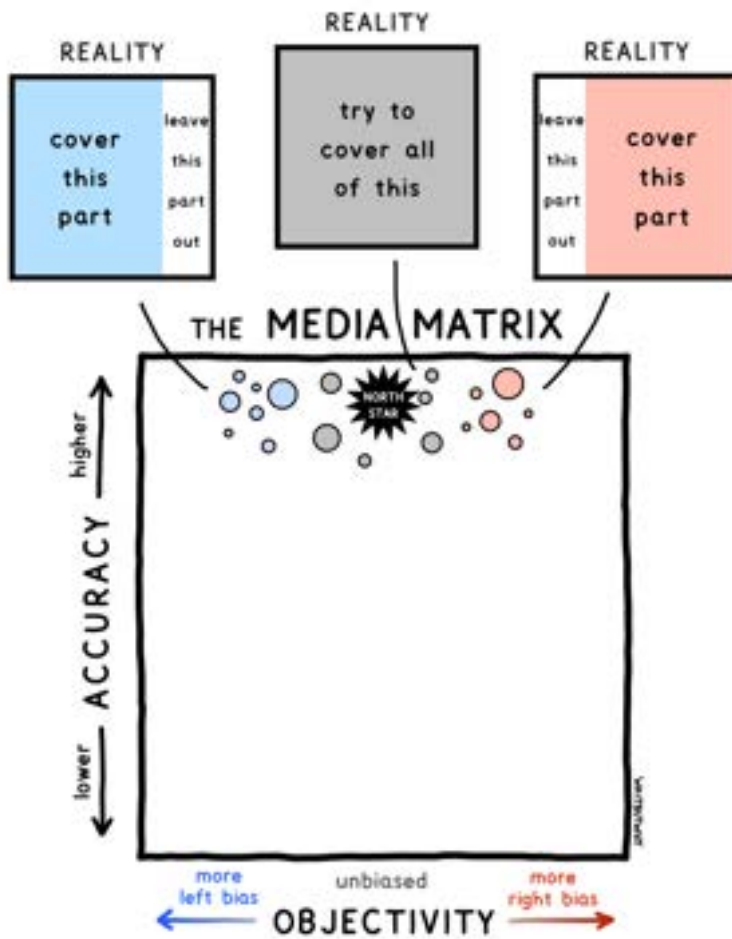 REALITY
cover
this
part
leave
this
part
out
REALITY
try to
cover all
of this
REALITY
leave
this
part
out
cover
this
part
THE MEDIA MATRIX
NORTH
STAR
higher
ACCURACY
lower
WAITBUTWHY
more
left bias
unbiased
more
right bias
OBJECTIVITY